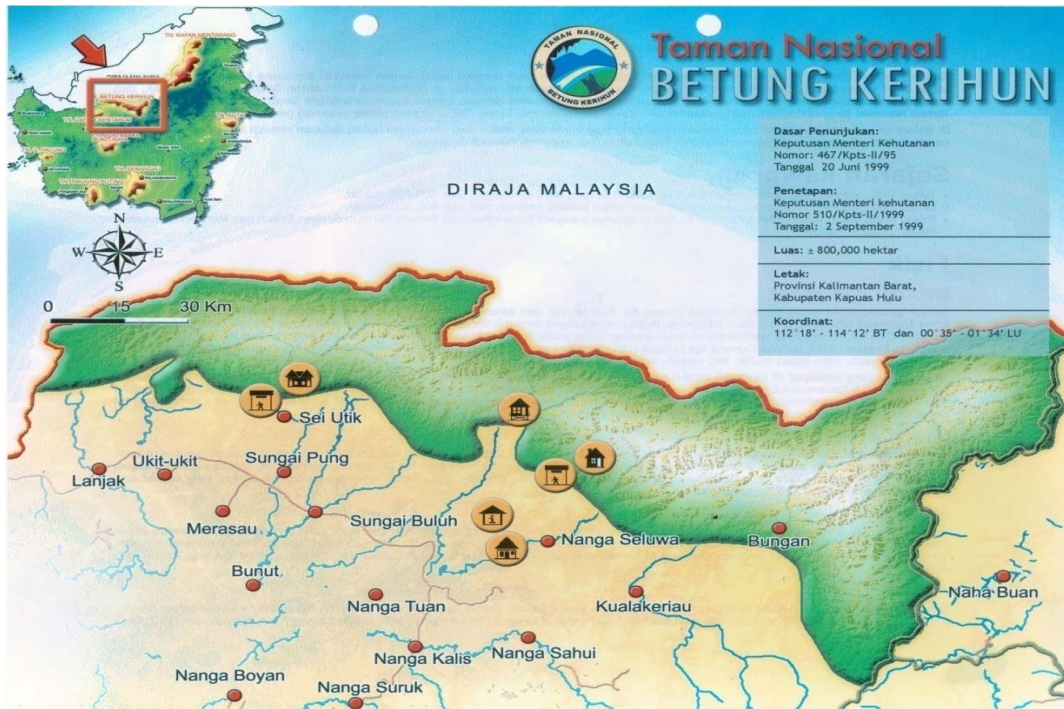 TAMAN NASIONAL
BETUNG KERIHUN
Taman Nasional
BETUNG KERIHUN
Dasar Penunjukan:
Keputusan Menteri Kehutanan
Nomor: 467/Kpts-II/95
Tanggal 20 Juni 1999
Penetapan:
Keputusan Menteri kehutanan
Nomor 510/Kpts-II/1999
Tanggal: 2 September 1999
Luas: ± 800,000 hektar
Letak:
Provinsi Kalimantan Barat,
Kabupaten Kapuas Hulu
Koordinat:
112°18' - 114°12' BT dan 00°35' - 01°34' LU
TN. KAYAN MENTARANG
BETUNG KERIHUN
DIRAJA MALAYSIA
N
W E
S
0 15 30 Km
Sei Utik
Ukit-ukit
Sungai Pung
Lanjak
Merasau
Sungai Buluh
Nanga Seluwa
Bungan
Bunut
Nanga Tuan
Kualakeriau
Naha Buan
Nanga Kalis
Nanga Sahui
Nanga Boyan
Nanga Suruk